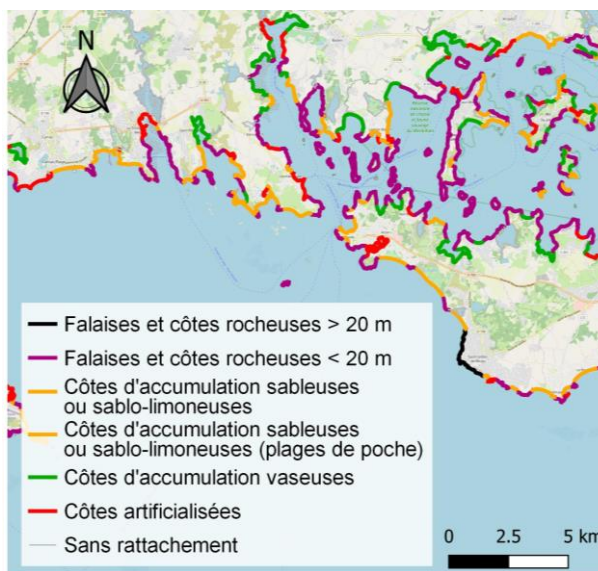 N
Falaises et côtes rocheuses > 20 m
Falaises et côtes rocheuses < 20 m
Côtes d'accumulation sableuses
ou sablo-limoneuses
Côtes d'accumulation sableuses
ou sablo-limoneuses (plages de poche)
Côtes d'accumulation vaseuses
Côtes artificialisées
Sans rattachement
0 2.5 5 km